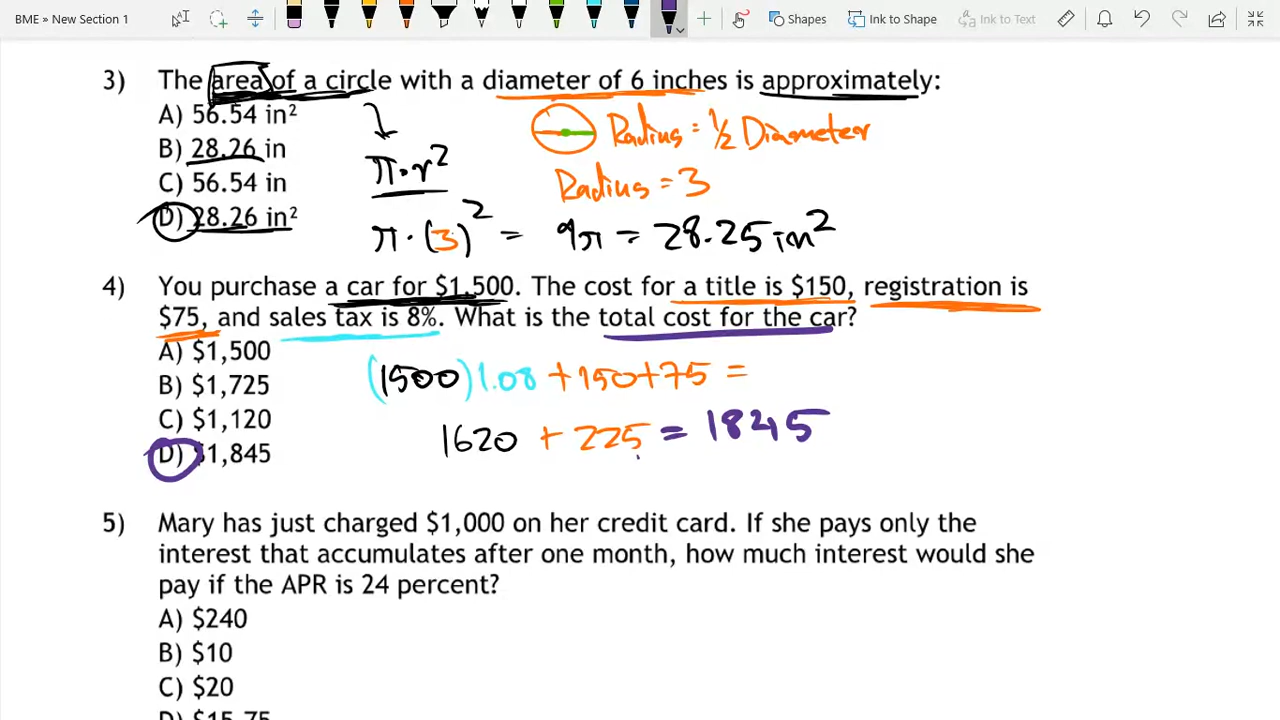 BME » New Section 1
Shapes
Ink to Shape
Ink to Text
3) The area of a circle with a diameter of 6 inches is approximately:
A) 56.54 in²
B) 28.26 in
C) 56.54 in
D) 28.26 in²
π·r²
Radius = 1/2 Diameter
Radius = 3
π·(3)² = 9π = 28.25 in²
4) You purchase a car for $1,500. The cost for a title is $150, registration is
$75, and sales tax is 8%. What is the total cost for the car?
A) $1,500
B) $1,725
C) $1,120
D) $1,845
(1500)1.08 +150+75 =
1620 + 225 = 1845
5) Mary has just charged $1,000 on her credit card. If she pays only the
interest that accumulates after one month, how much interest would she
pay if the APR is 24 percent?
A) $240
B) $10
C) $20
D) $15.75